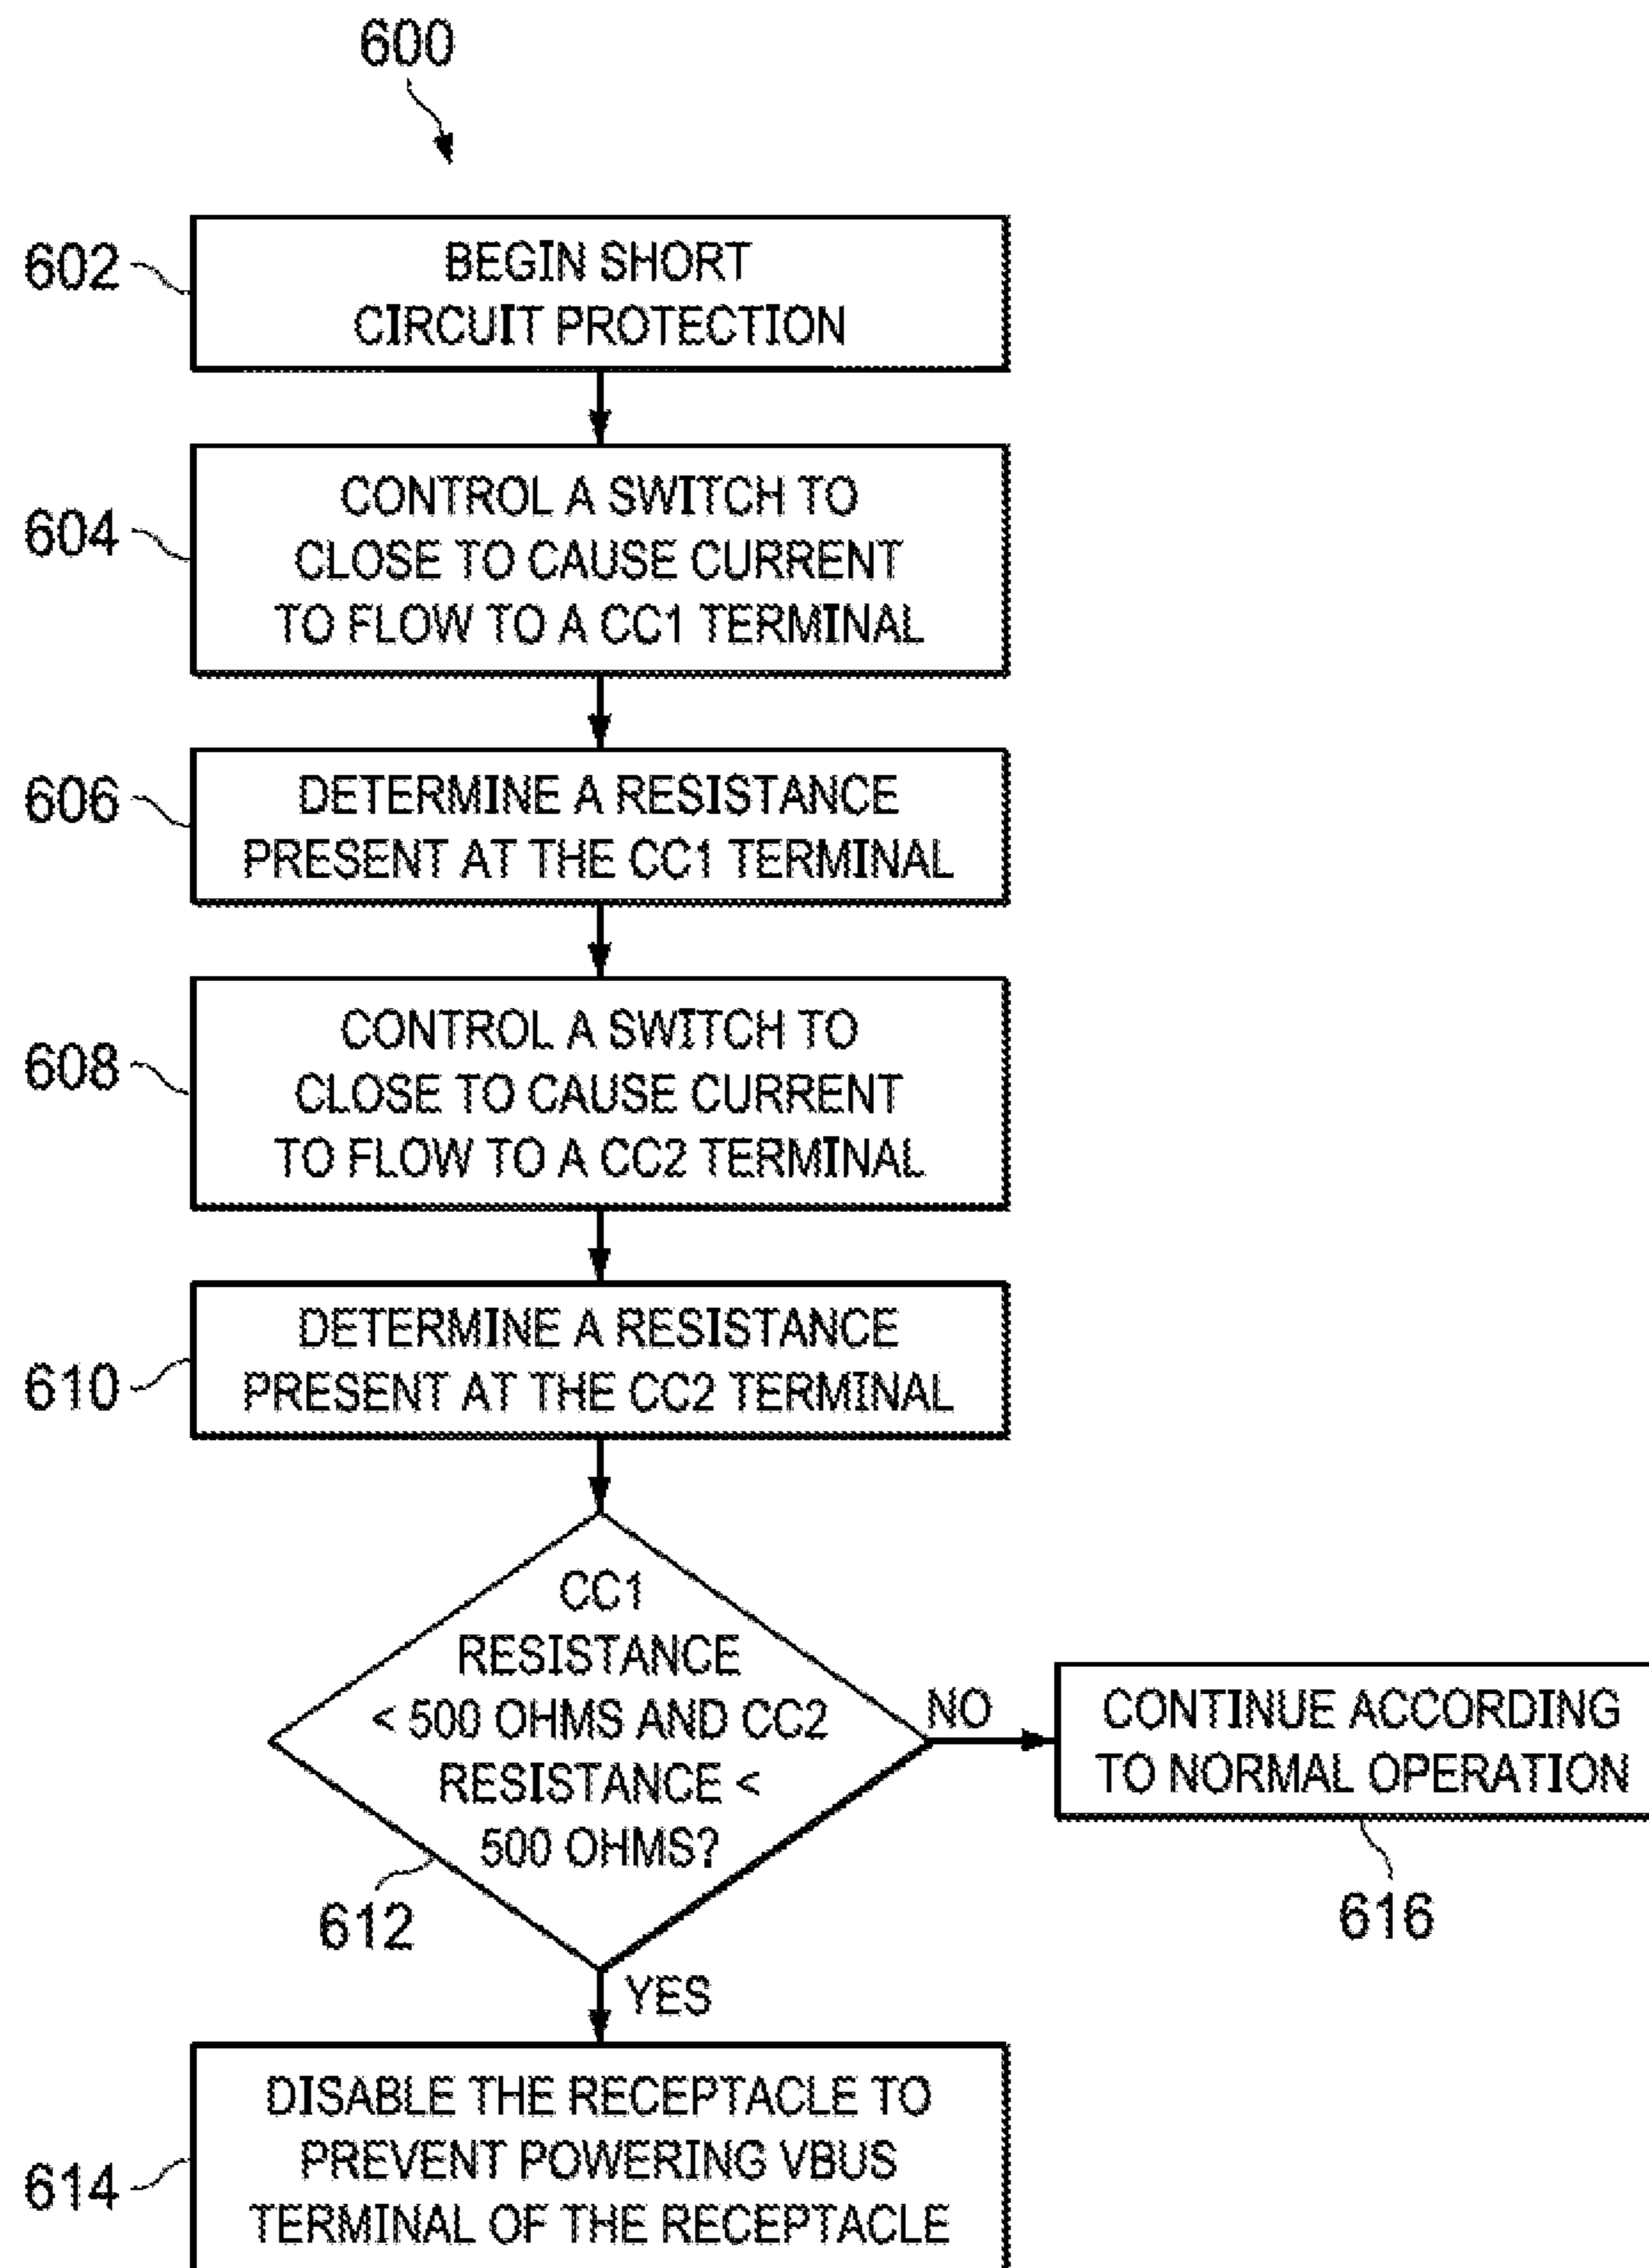 600
602
BEGIN SHORT
CIRCUIT PROTECTION
604
CONTROL A SWITCH TO
CLOSE TO CAUSE CURRENT
TO FLOW TO A CC1 TERMINAL
606
DETERMINE A RESISTANCE
PRESENT AT THE CC1 TERMINAL
608
CONTROL A SWITCH TO
CLOSE TO CAUSE CURRENT
TO FLOW TO A CC2 TERMINAL
610
DETERMINE A RESISTANCE
PRESENT AT THE CC2 TERMINAL
CC1
RESISTANCE
< 500 OHMS AND CC2
RESISTANCE <
500 OHMS?
612
NO
CONTINUE ACCORDING
TO NORMAL OPERATION
616
YES
614
DISABLE THE RECEPTACLE TO
PREVENT POWERING VBUS
TERMINAL OF THE RECEPTACLE